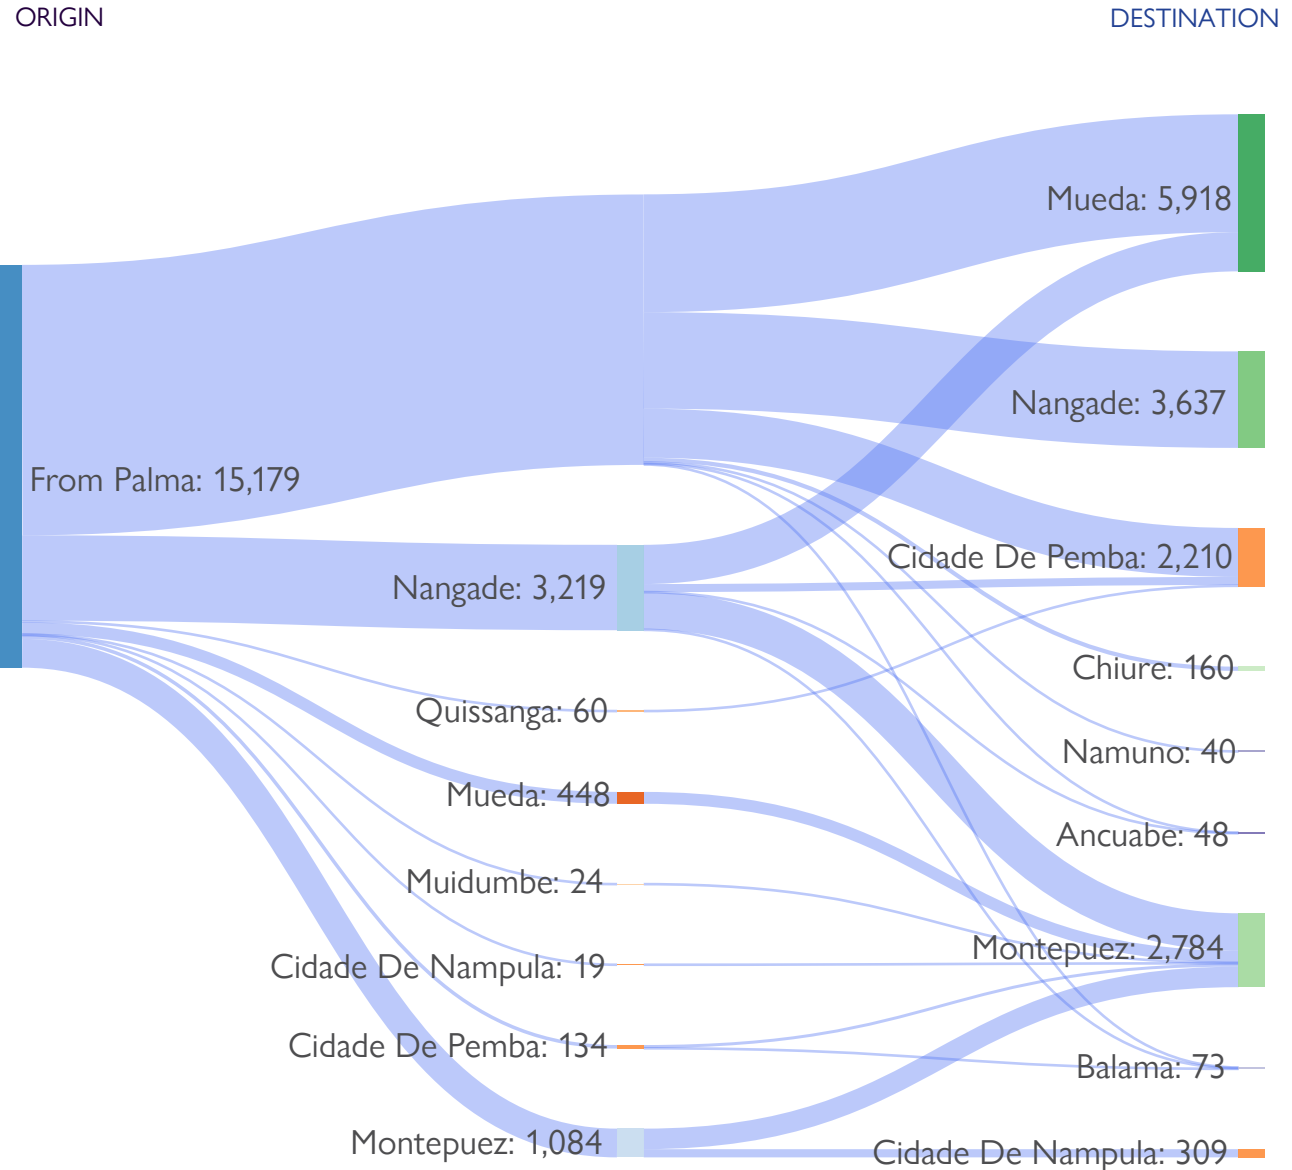 ORIGIN
DESTINATION
From Palma: 15,179
Nangade: 3,219
Quissanga: 60
Mueda: 448
Muidumbe: 24
Cidade De Nampula: 19
Cidade De Pemba: 134
Montepuez: 1,084
Mueda: 5,918
Nangade: 3,637
Cidade De Pemba: 2,210
Chiure: 160
Namuno: 40
Ancuabe: 48
Montepuez: 2,784
Balama: 73
Cidade De Nampula: 309